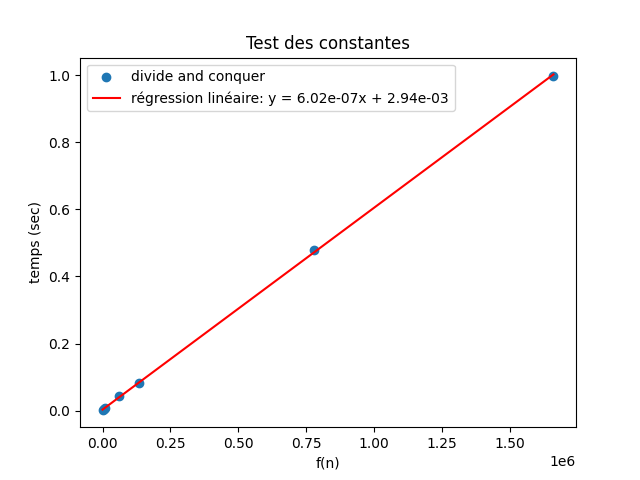 Test des constantes
divide and conquer
régression linéaire: y = 6.02e-07x + 2.94e-03
temps (sec)
1.0
0.8
0.6
0.4
0.2
0.0
0.00 0.25 0.50 0.75 1.00 1.25 1.50
1e6
f(n)